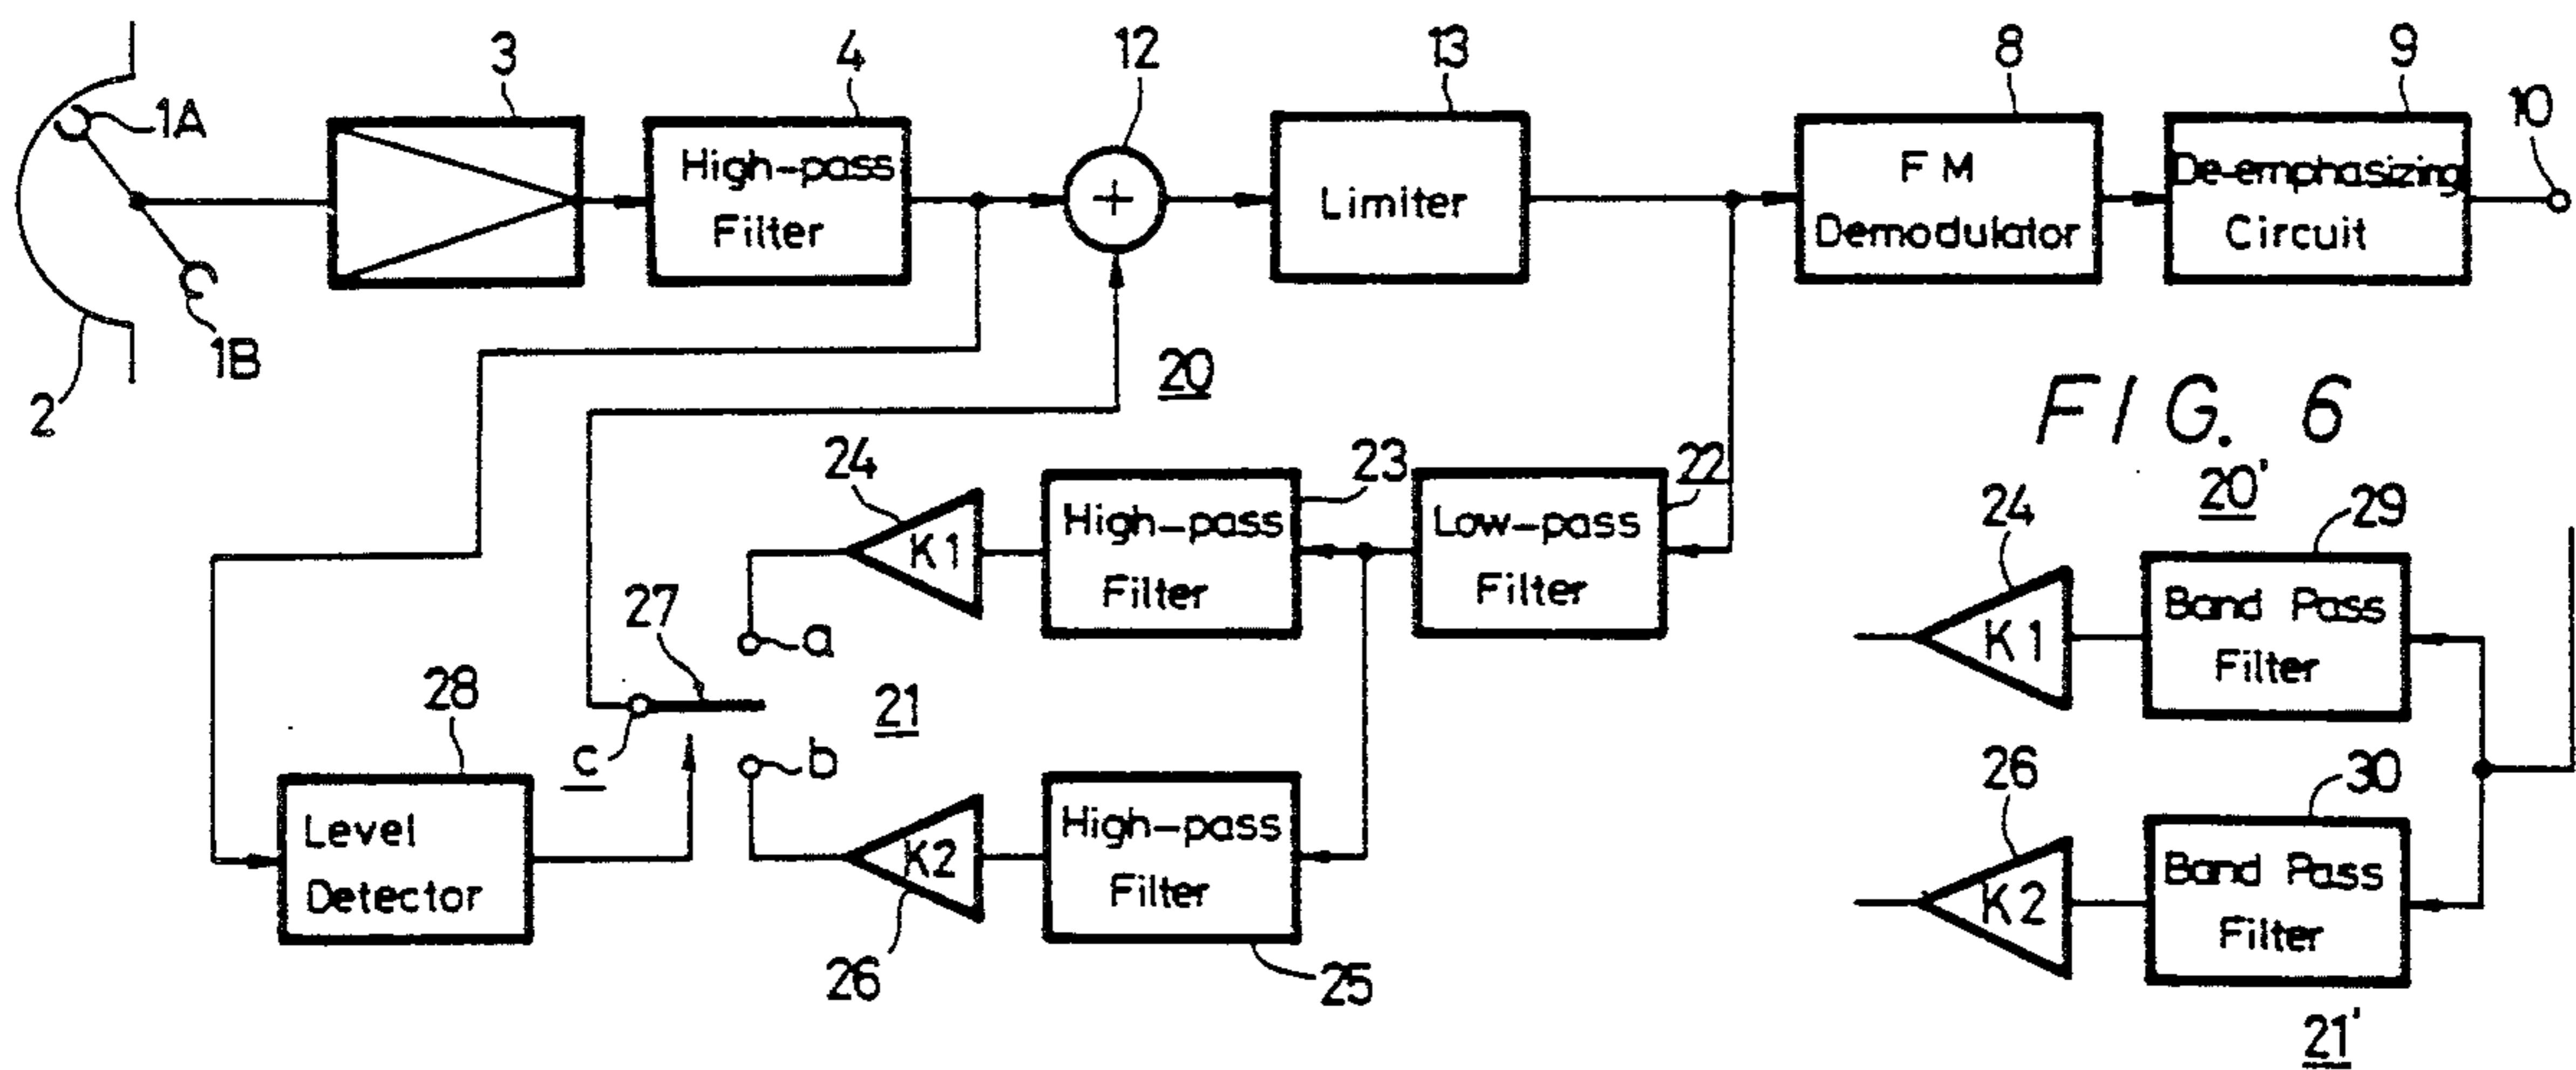 3
4
12
13
8
9
10
1A
1B
2
High-pass
Filter
+
Limiter
FM
Demodulator
De-emphasizing
Circuit
20
FIG. 6
24
K1
23
High-pass
Filter
22
Low-pass
Filter
27
a
21
b
c
28
Level
Detector
K2
26
High-pass
Filter
25
20'
24
K1
29
Band Pass
Filter
26
K2
30
Band Pass
Filter
21'